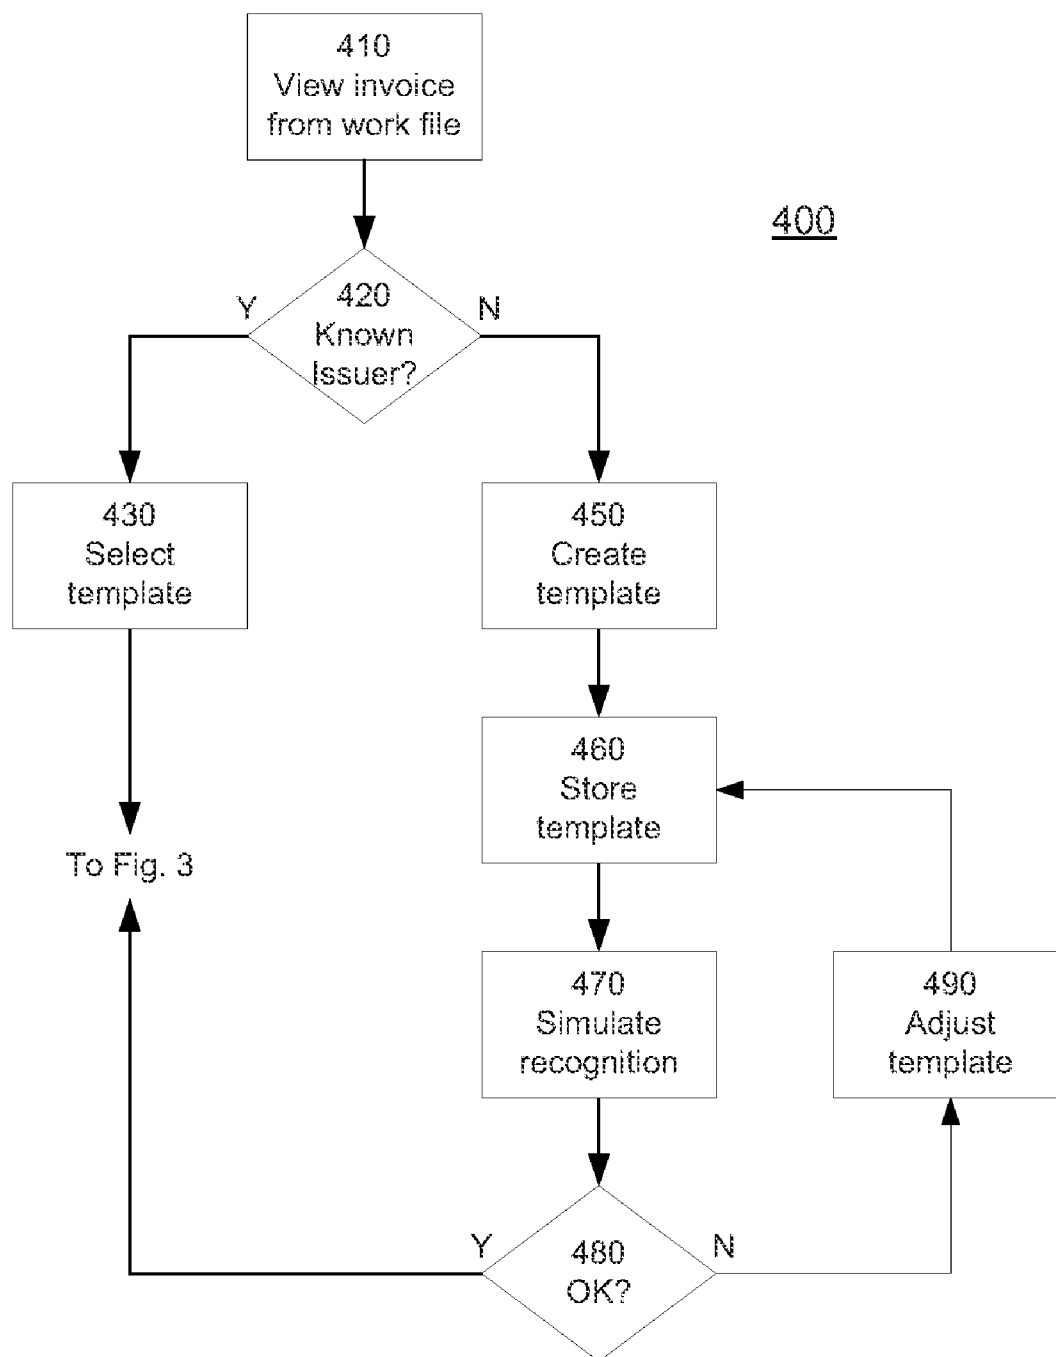 410
View invoice
from work file
400
Y
420
N
Known
Issuer?
430
Select
template
450
Create
template
460
Store
template
To Fig. 3
470
Simulate
recognition
490
Adjust
template
Y
480
N
OK?